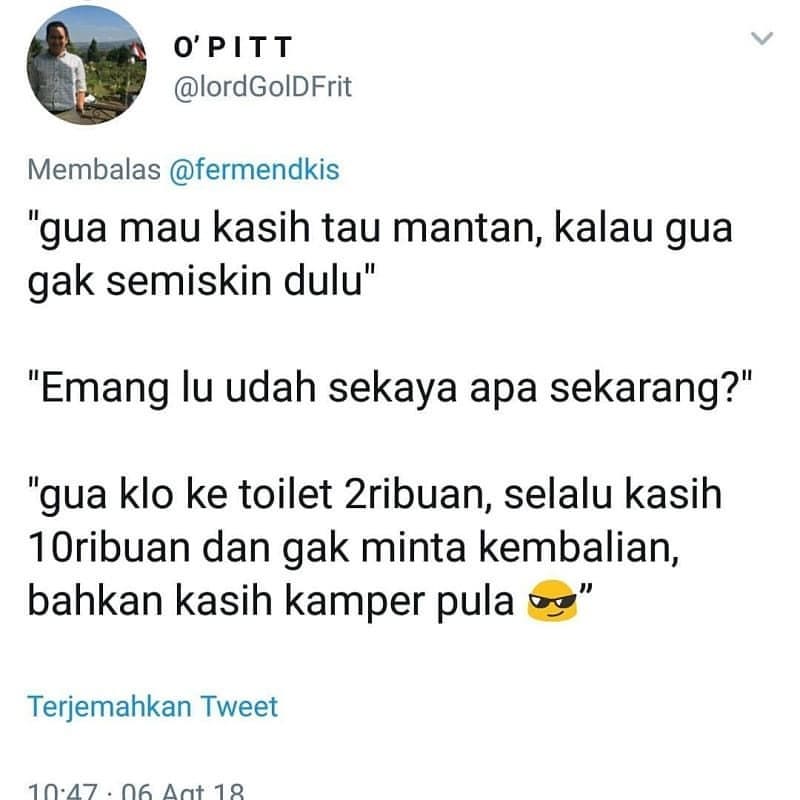 O'PITT
@lordGolDFrit
Membalas @fermendkis
"gua mau kasih tau mantan, kalau gua
gak semiskin dulu"
"Emang lu udah sekaya apa sekarang?"
"gua klo ke toilet 2ribuan, selalu kasih
10ribuan dan gak minta kembalian,
bahkan kasih kamper pula 😎”
Terjemahkan Tweet
10:47 · 06 Agt 18